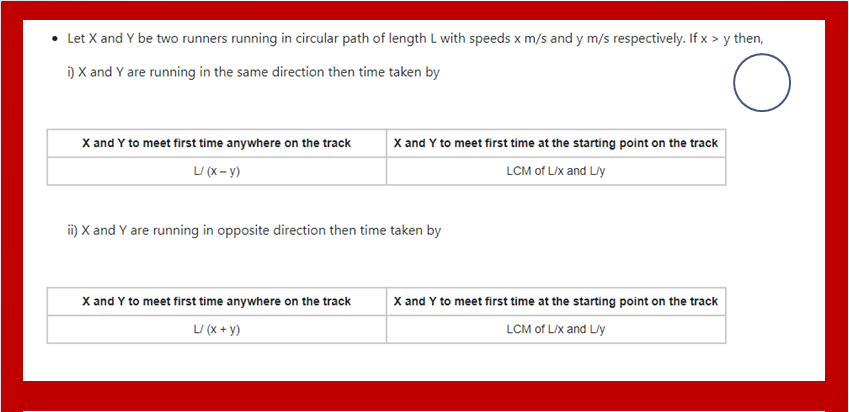 • Let X and Y be two runners running in circular path of length L with speeds x m/s and y m/s respectively. If x > y then,
i) X and Y are running in the same direction then time taken by
X and Y to meet first time anywhere on the track X and Y to meet first time at the starting point on the track
L/ (x – y) LCM of L/x and L/y
ii) X and Y are running in opposite direction then time taken by
X and Y to meet first time anywhere on the track X and Y to meet first time at the starting point on the track
L/ (x + y) LCM of L/x and L/y